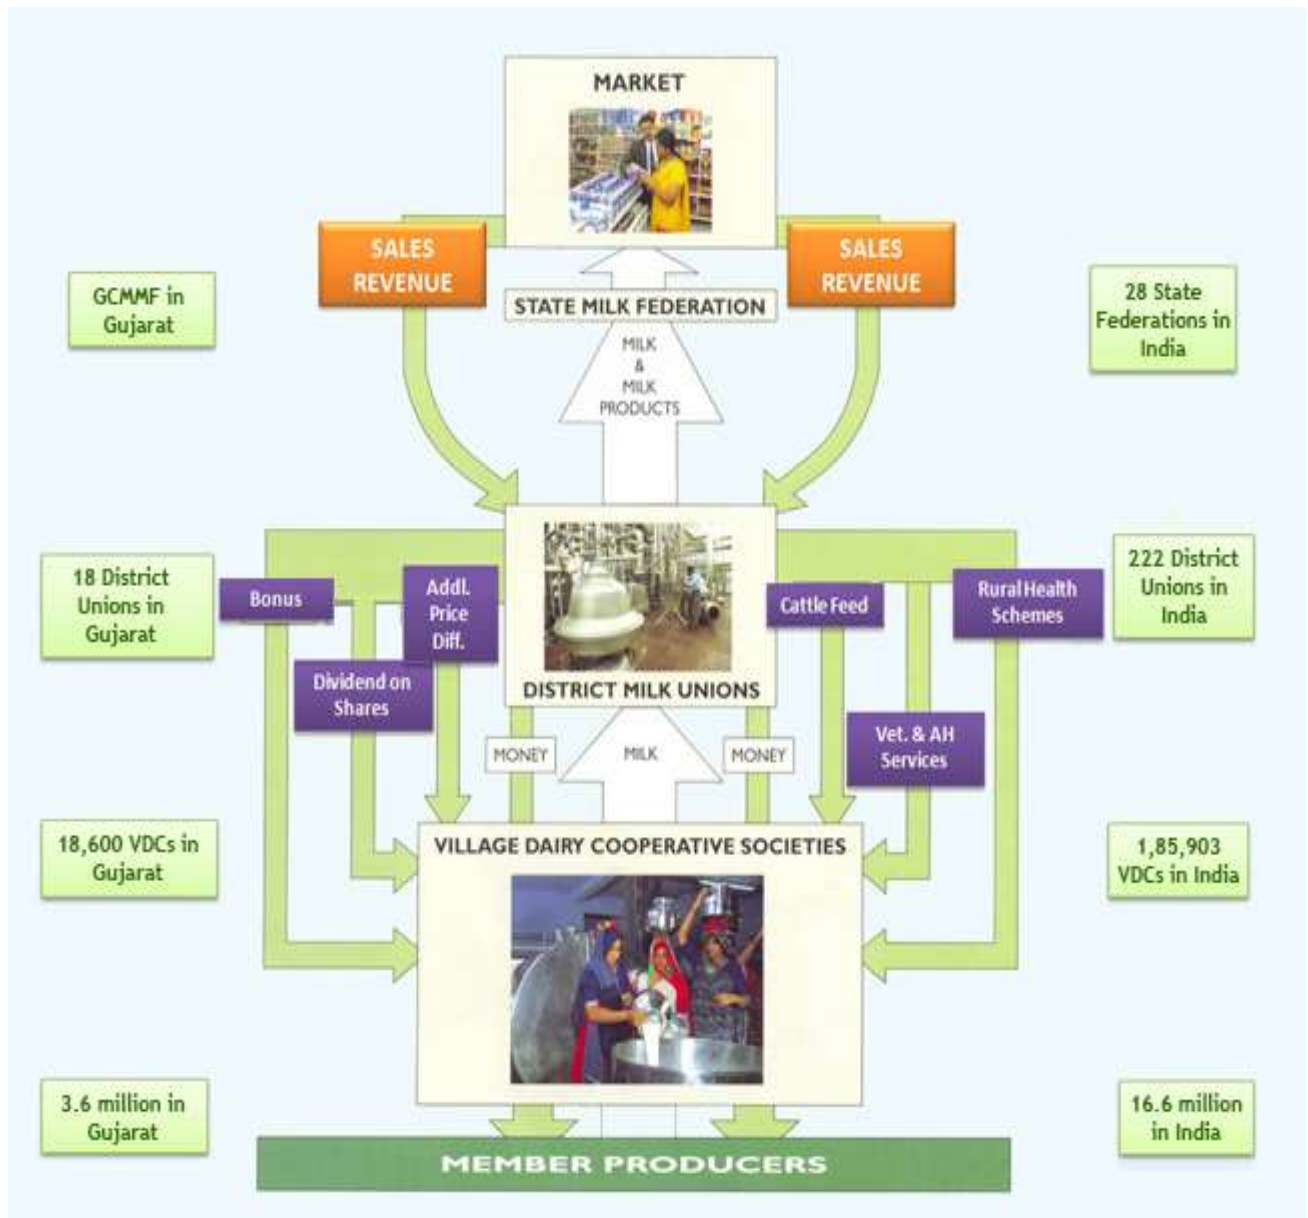 MARKET
SALES
REVENUE
SALES
REVENUE
GCMMF in
Gujarat
STATE MILK FEDERATION
28 State
Federations in
India
MILK
&
MILK
PRODUCTS
18 District
Unions in
Gujarat
Bonus
Addl.
Price
Diff.
Dividend on
Shares
Cattle Feed
Rural Health
Schemes
222 District
Unions in
India
DISTRICT MILK UNIONS
Vet. & AH
Services
MONEY
MILK
MONEY
18,600 VDCs in
Gujarat
VILLAGE DAIRY COOPERATIVE SOCIETIES
1,85,903
VDCs in India
3.6 million in
Gujarat
16.6 million
in India
MEMBER PRODUCERS